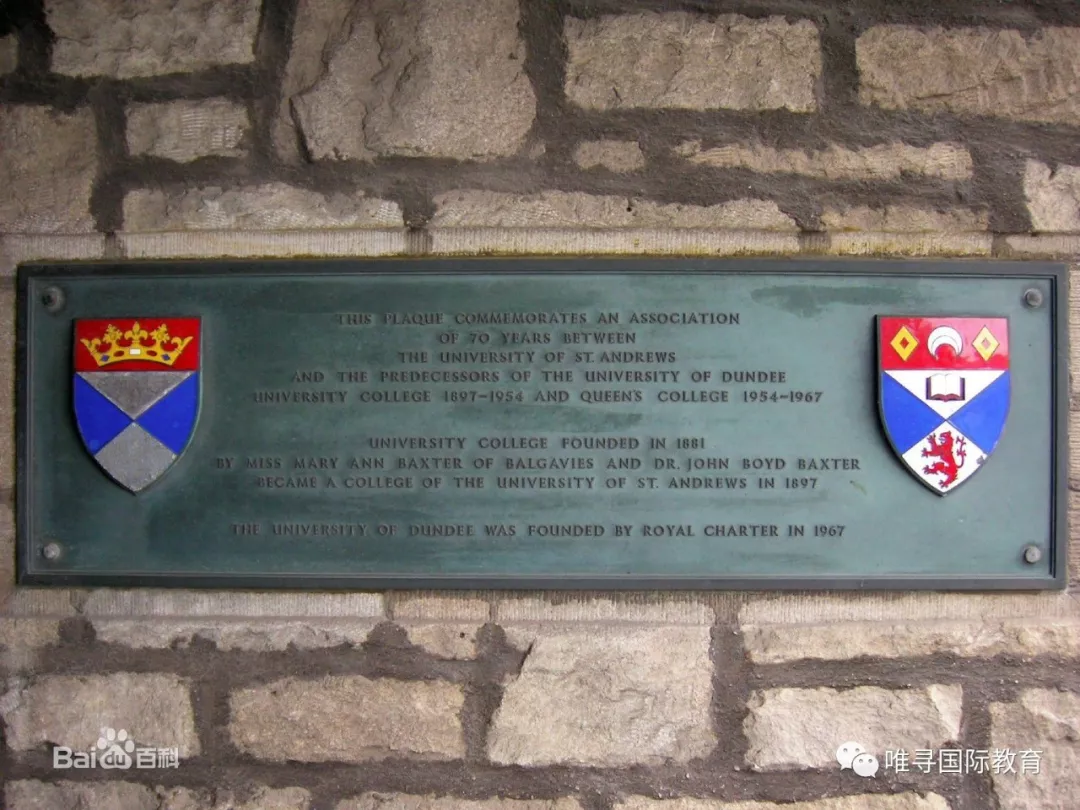 THIS PLAQUE COMMEMORATES AN ASSOCIATION
OF 70 YEARS BETWEEN
THE UNIVERSITY OF ST. ANDREWS
AND THE PREDECESSORS OF THE UNIVERSITY OF DUNDEE
UNIVERSITY COLLEGE 1897-1954 AND QUEEN'S COLLEGE 1954-1967
UNIVERSITY COLLEGE FOUNDED IN 1881
BY MISS MARY ANN BAXTER OF BALGAVIES AND DR. JOHN BOYD BAXTER
BECAME A COLLEGE OF THE UNIVERSITY OF ST. ANDREWS IN 1897
THE UNIVERSITY OF DUNDEE WAS FOUNDED BY ROYAL CHARTER IN 1967
Bai百科
唯寻国际教育